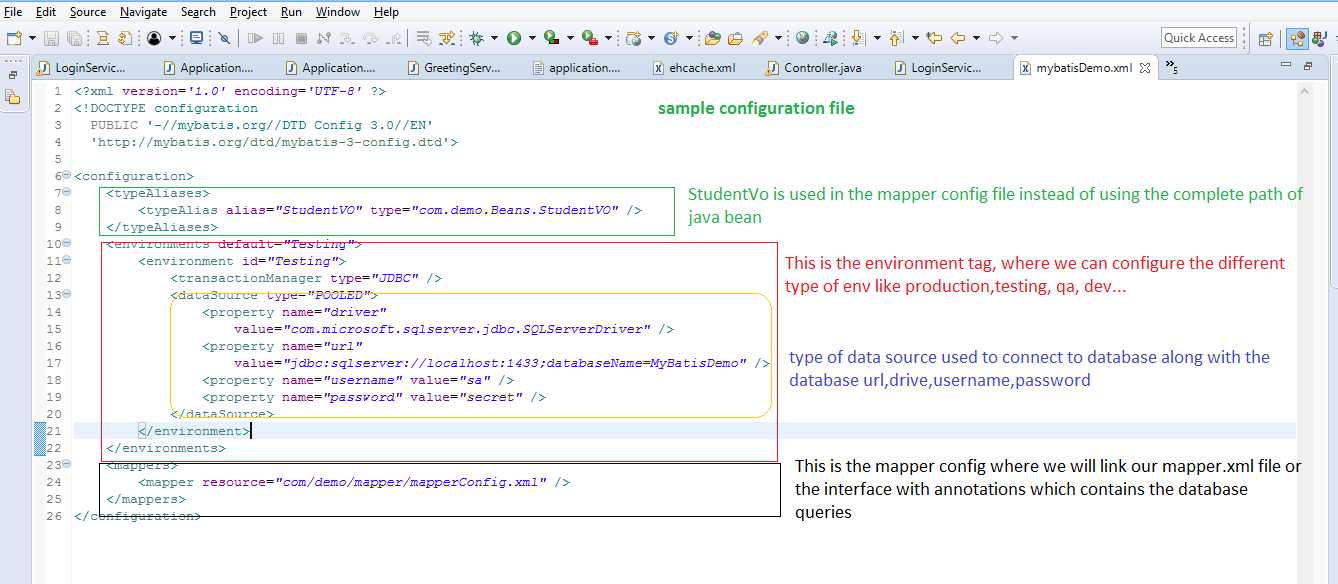 File Edit Source Navigate Search Project Run Window Help
Quick Access
LoginServic... Application.... Application.... GreetingServ... application.... ehcache.xml Controller.java LoginServic... mybatisDemo.xml 5
1 <?xml version='1.0' encoding='UTF-8' ?>
2 <!DOCTYPE configuration
3 PUBLIC '-//mybatis.org//DTD Config 3.0//EN'
4 'http://mybatis.org/dtd/mybatis-3-config.dtd'>
5
6 <configuration>
7 <typeAliases>
8 <typeAlias alias="StudentVO" type="com.demo.Beans.StudentVO" />
9 </typeAliases>
10 <environments default="Testing">
11 <environment id="Testing">
12 <transactionManager type="JDBC" />
13 <dataSource type="POOLED">
14 <property name="driver"
15 value="com.microsoft.sqlserver.jdbc.SQLServerDriver" />
16 <property name="url"
17 value="jdbc:sqlserver://localhost:1433;databaseName=MyBatisDemo" />
18 <property name="username" value="sa" />
19 <property name="password" value="secret" />
20 </dataSource>
21 </environment>
22 </environments>
23 <mappers>
24 <mapper resource="com/demo/mapper/mapperConfig.xml" />
25 </mappers>
26 </configuration>
sample configuration file
StudentVo is used in the mapper config file instead of using the complete path of
java bean
This is the environment tag, where we can configure the different
type of env like production,testing, qa, dev...
type of data source used to connect to database along with the
database url,drive,username,password
This is the mapper config where we will link our mapper.xml file or
the interface with annotations which contains the database
queries